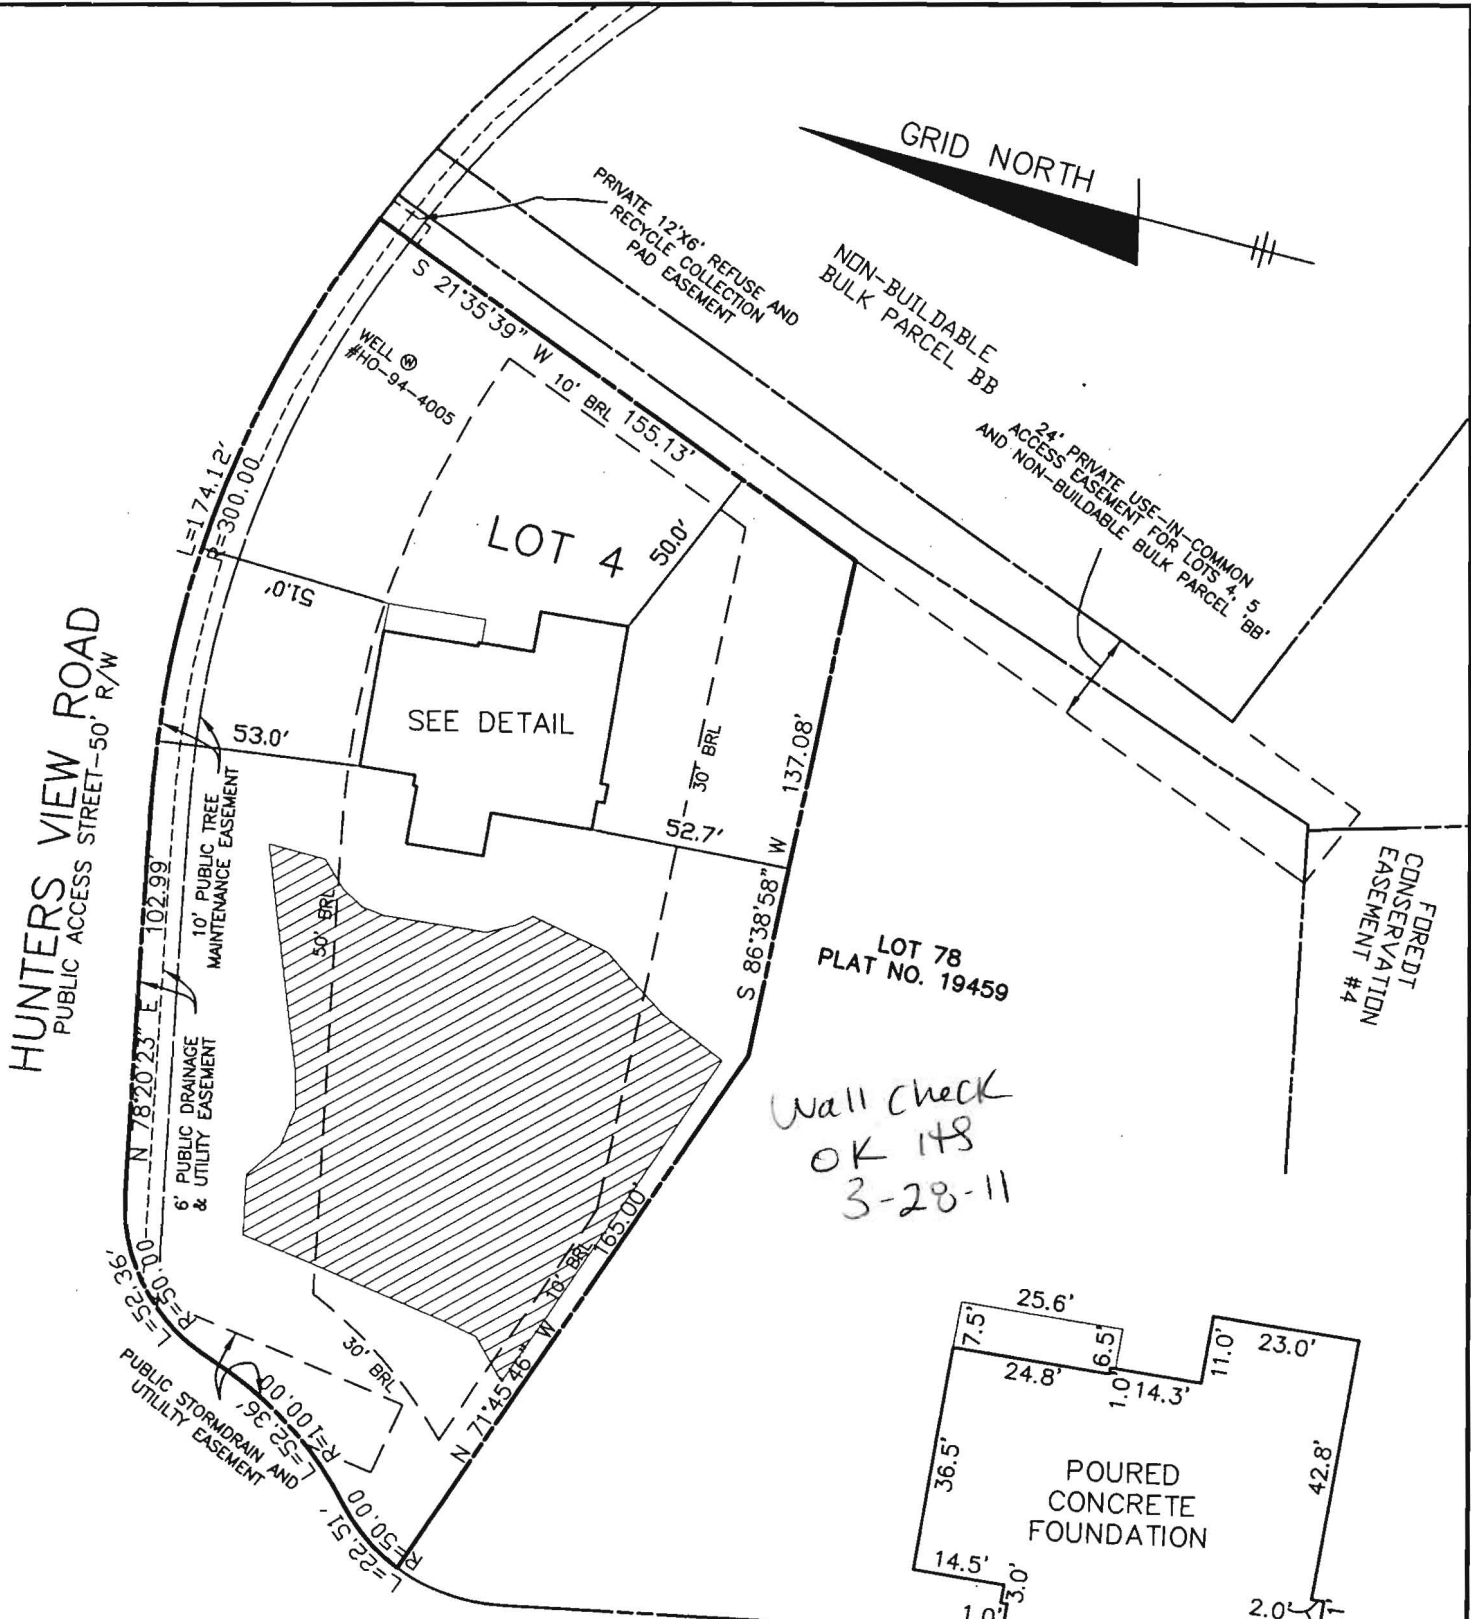 GRID NORTH
PRIVATE 12'X6' REFUSE AND
RECYCLE COLLECTION
PAD EASEMENT
NON-BUILDABLE
BULK PARCEL BB
S 21°35'39" W
10' BRL 155.13'
WELL Ⓦ
#HO-94-4005
24' PRIVATE USE-IN-COMMON
ACCESS EASEMENT FOR LOTS 4, 5
AND NON-BUILDABLE BULK PARCEL 'BB'
L=174.12'
R=300.00
LOT 4
50.0'
51.0'
HUNTERS VIEW ROAD
PUBLIC ACCESS STREET-50' R/W
SEE DETAIL
53.0'
30' BRL
137.08'
52.7'
S 86°38'58" W
10' PUBLIC TREE
MAINTENANCE EASEMENT
50' BRL
N 78°20'23" E 102.99'
6' PUBLIC DRAINAGE
& UTILITY EASEMENT
LOT 78
PLAT NO. 19459
FOREDT
CONSERVATION
EASEMENT #4
Wall Check
OK
3-28-11
L=52.36'
R=50.00
30' BRL
10' BRL
N 71°45'46" W 165.00'
PUBLIC STORMDRAIN AND
UTILILTY EASEMENT
L=52.36'
R=100.00
L=22.51'
R=50.00
25.6'
7.5'
6.5'
24.8'
1.0'
14.3'
11.0'
23.0'
36.5'
42.8'
POURED
CONCRETE
FOUNDATION
14.5'
3.0'
1.0'
2.0'